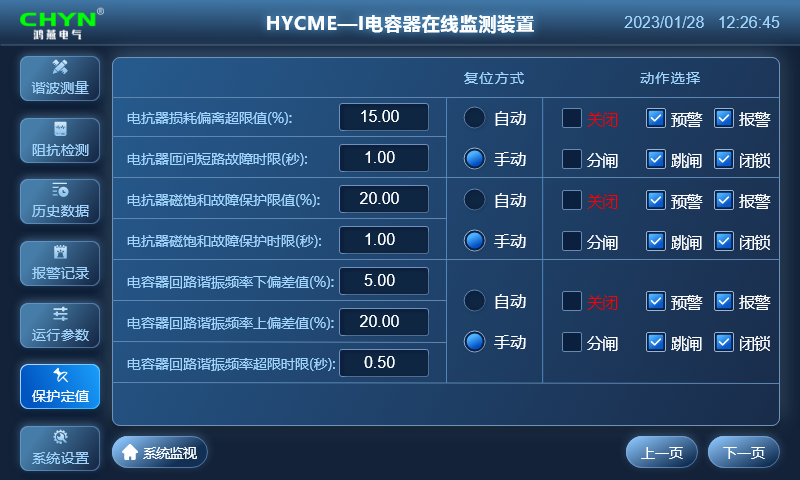 CHYN®
鸿蒸电气
HYCME—I电容器在线监测装置
2023/01/28 12:26:45
谐波测量
阻抗检测
历史数据
报警记录
运行参数
保护定值
系统设置
复位方式 动作选择
电抗器损耗偏离超限值(%): 15.00 自动 关闭 预警 报警
电抗器匝间短路故障时限(秒): 1.00 手动 分闸 跳闸 闭锁
电抗器磁饱和故障保护限值(%): 20.00 自动 关闭 预警 报警
电抗器磁饱和故障保护时限(秒): 1.00 手动 分闸 跳闸 闭锁
电容器回路谐振频率下偏差值(%): 5.00
自动 关闭 预警 报警
电容器回路谐振频率上偏差值(%): 20.00
手动 分闸 跳闸 闭锁
电容器回路谐振频率超限时限(秒): 0.50
系统监视 上一页 下一页